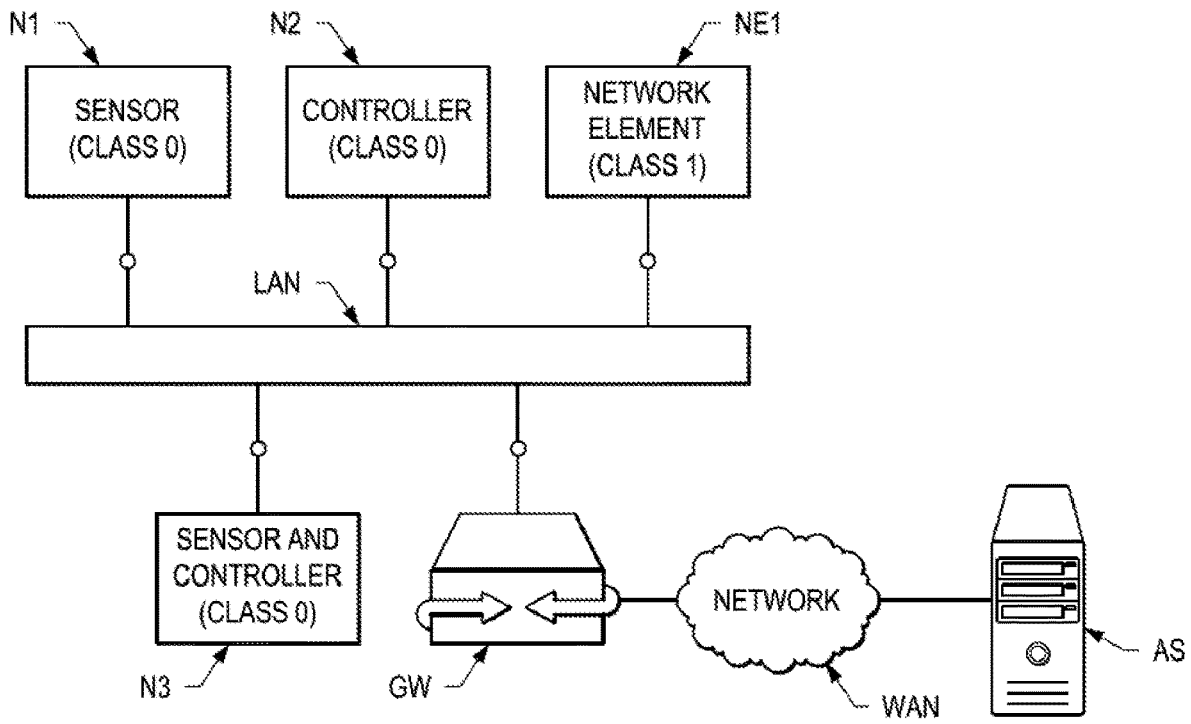 N1
N2
NE1
SENSOR
(CLASS 0)
CONTROLLER
(CLASS 0)
NETWORK
ELEMENT
(CLASS 1)
LAN
SENSOR AND
CONTROLLER
(CLASS 0)
NETWORK
N3
GW
WAN
AS